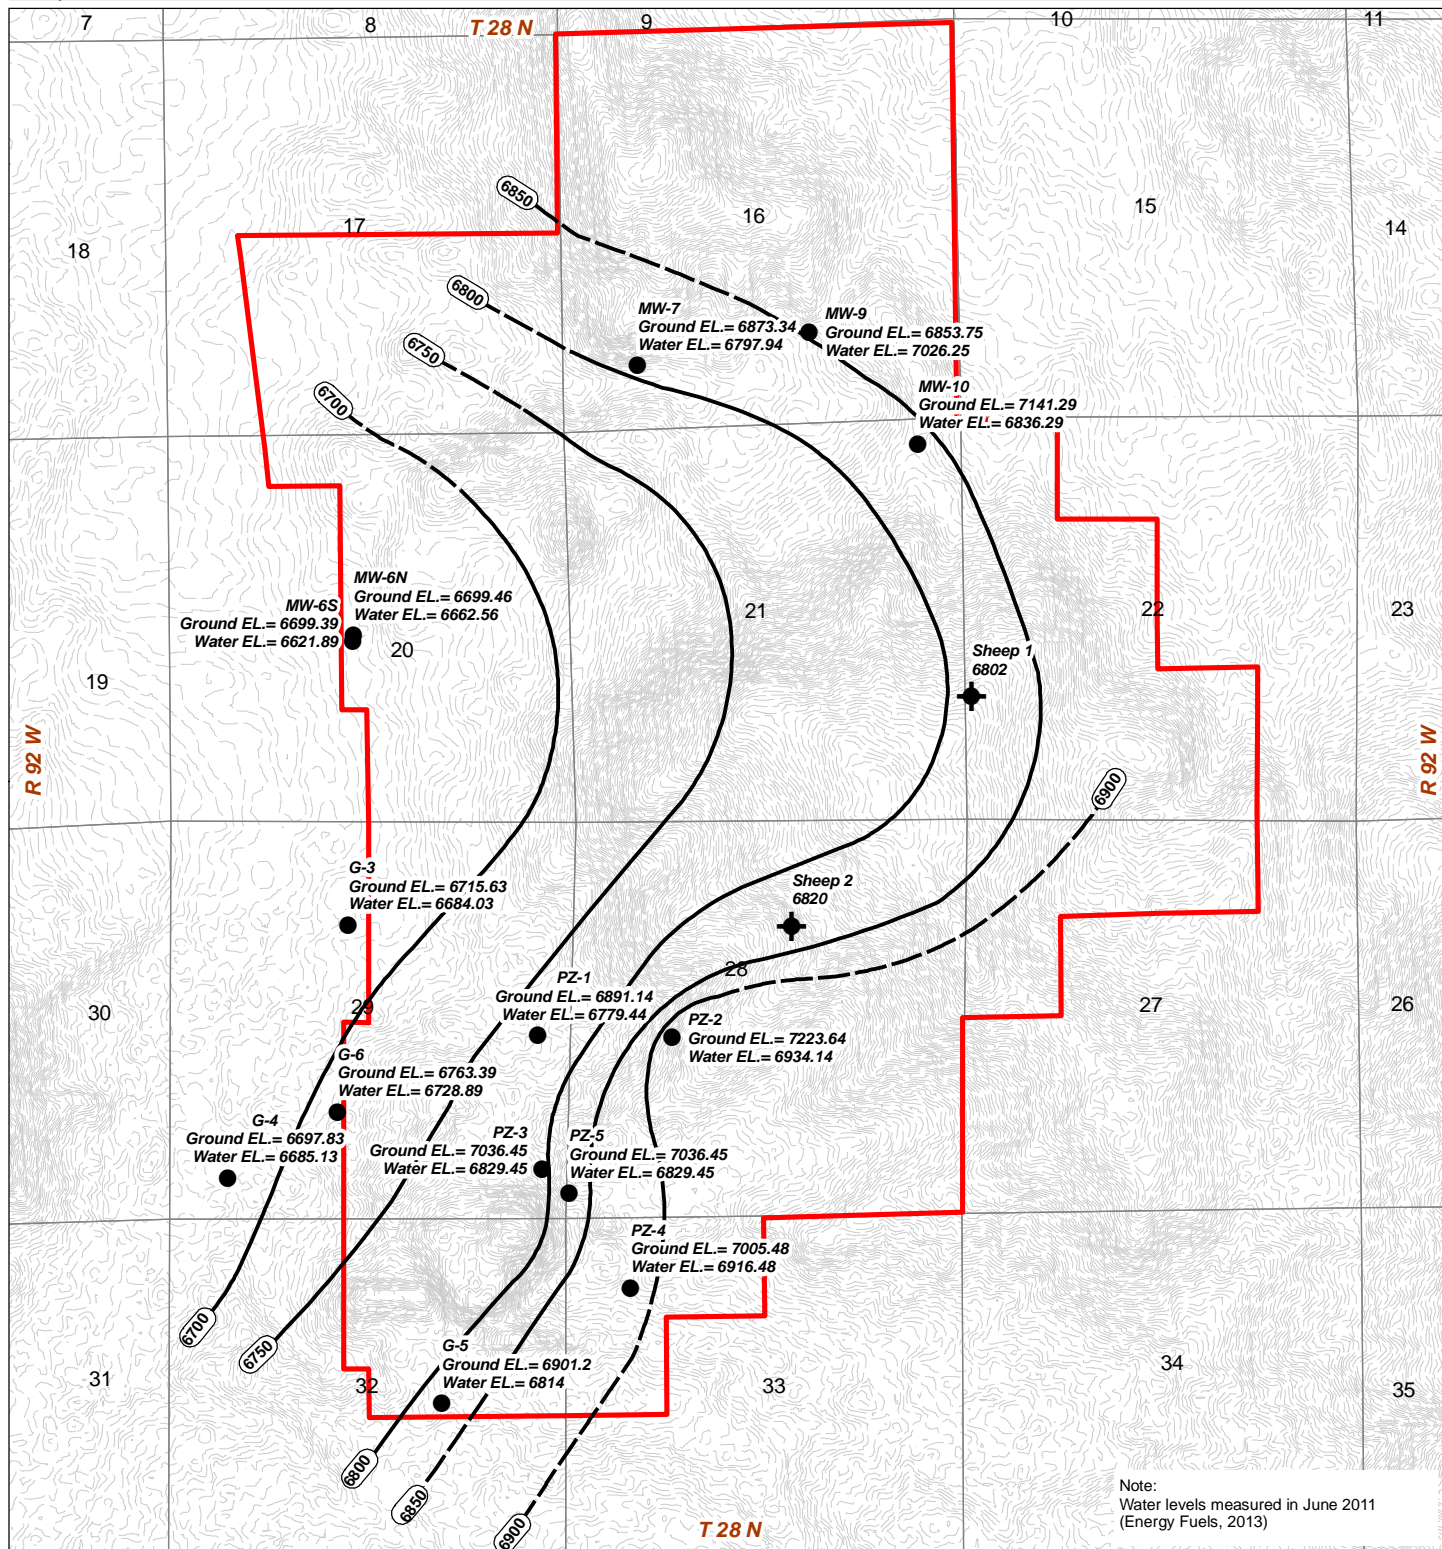 7
8
T 28 N
9
10
11
6850
17
16
15
14
18
6800
MW-7
Ground EL.= 6873.34
Water EL.= 6797.94
MW-9
Ground EL.= 6853.75
Water EL.= 7026.25
6750
6700
MW-10
Ground EL.= 7141.29
Water EL.= 6836.29
MW-6N
Ground EL.= 6699.46
Water EL.= 6662.56
MW-6S
Ground EL.= 6699.39
Water EL.= 6621.89
20
21
22
23
19
Sheep 1
6802
R 92 W
R 92 W
6900
G-3
Ground EL.= 6715.63
Water EL.= 6684.03
Sheep 2
6820
28
PZ-1
Ground EL.= 6891.14
Water EL.= 6779.44
30
29
27
26
PZ-2
Ground EL.= 7223.64
Water EL.= 6934.14
G-6
Ground EL.= 6763.39
Water EL.= 6728.89
G-4
Ground EL.= 6697.83
Water EL.= 6685.13
PZ-3
Ground EL.= 7036.45
Water EL.= 6829.45
PZ-5
Ground EL.= 7036.45
Water EL.= 6829.45
PZ-4
Ground EL.= 7005.48
Water EL.= 6916.48
6700
6750
G-5
Ground EL.= 6901.2
Water EL.= 6814
31
32
33
34
35
6800
6850
6900
T 28 N
Note:
Water levels measured in June 2011
(Energy Fuels, 2013)